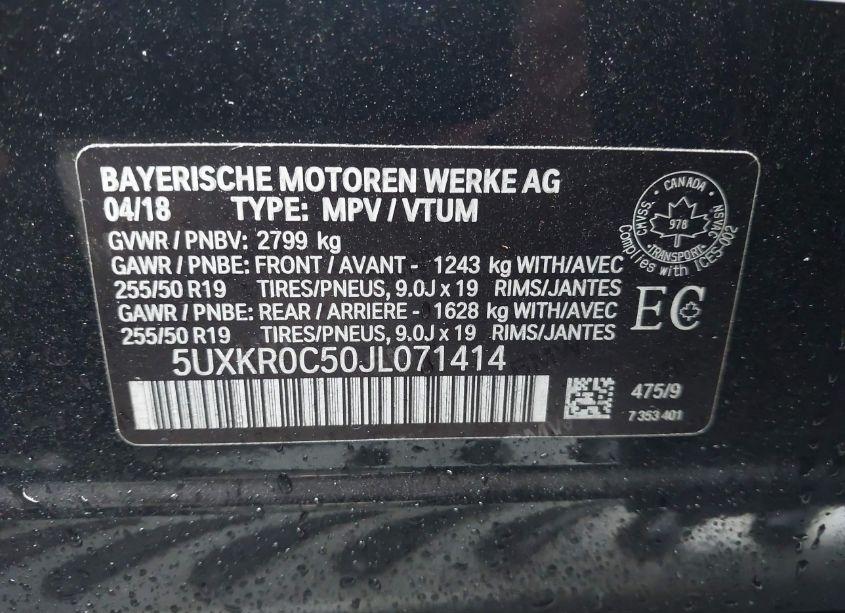 BAYERISCHE MOTOREN WERKE AG
04/18 TYPE: MPV / VTUM
GVWR / PNBV: 2799 kg
GAWR / PNBE: FRONT / AVANT - 1243 kg WITH/AVEC
255/50 R19 TIRES/PNEUS, 9.0J x 19 RIMS/JANTES
GAWR / PNBE: REAR / ARRIERE - 1628 kg WITH/AVEC
255/50 R19 TIRES/PNEUS, 9.0J x 19 RIMS/JANTES
5UXKR0C50JL071414
CMVSS · CANADA · NSVAC
978
· TRANSPORT ·
Complies with ICES-002
EC
475/9
7 353 401